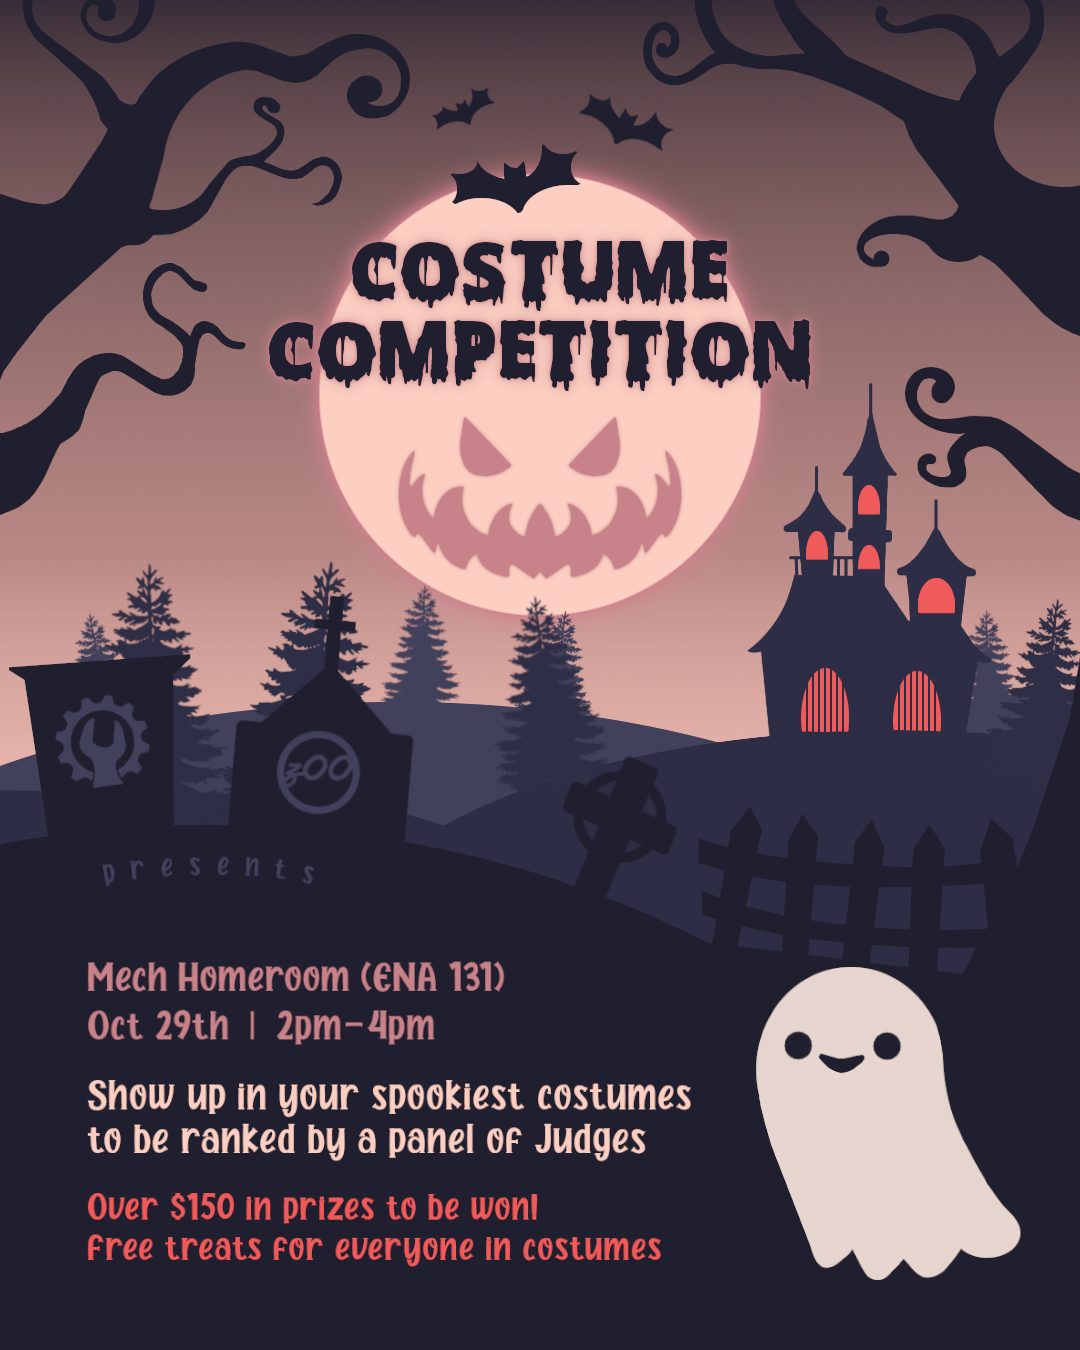 COSTUME
COMPETITION
presents
Mech Homeroom (ENA 131)
Oct 29th | 2pm-4pm
Show up in your spookiest costumes
to be ranked by a panel of Judges
Over $150 in prizes to be won!
Free treats for everyone in costumes